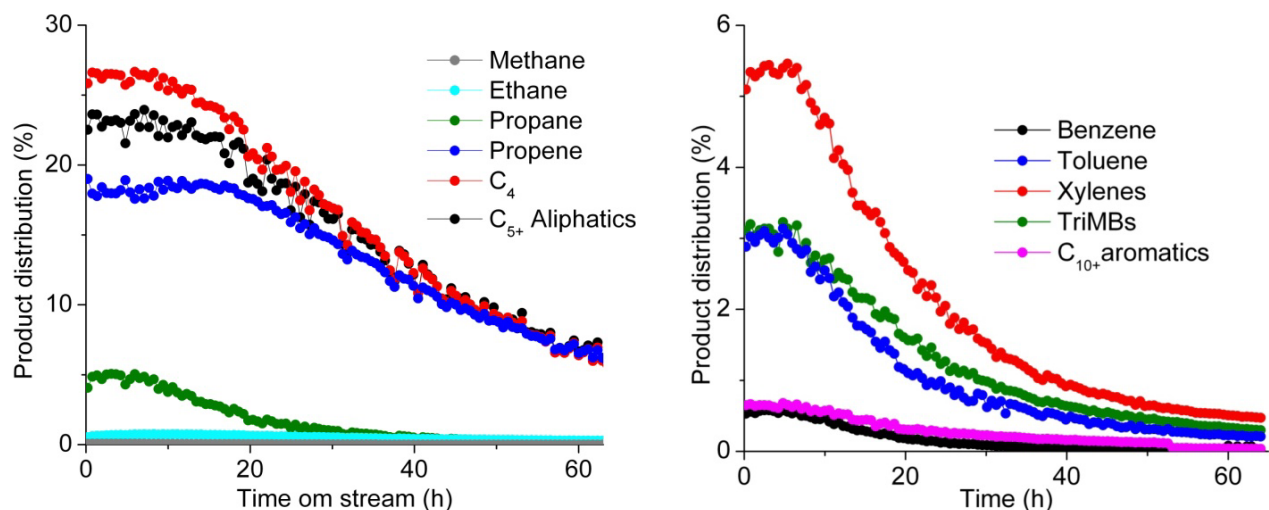 30
20
10
0
Product distribution (%)
0 20 40 60
Time om stream (h)
Methane
Ethane
Propane
Propene
C₄
C₅₊ Aliphatics
6
4
2
0
Product distribution (%)
0 20 40 60
Time (h)
Benzene
Toluene
Xylenes
TriMBs
C₁₀₊aromatics